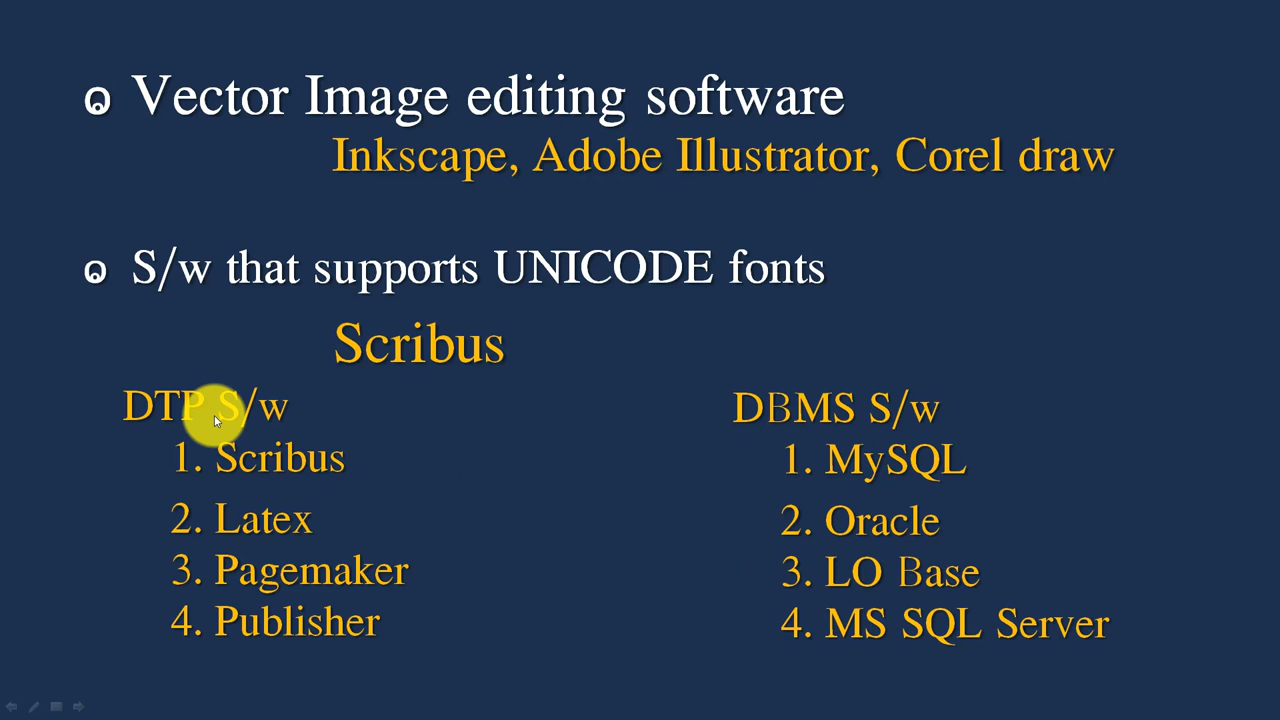 Vector Image editing software
Inkscape, Adobe Illustrator, Corel draw
S/w that supports UNICODE fonts
Scribus
DTP S/w
1. Scribus
2. Latex
3. Pagemaker
4. Publisher
DBMS S/w
1. MySQL
2. Oracle
3. LO Base
4. MS SQL Server